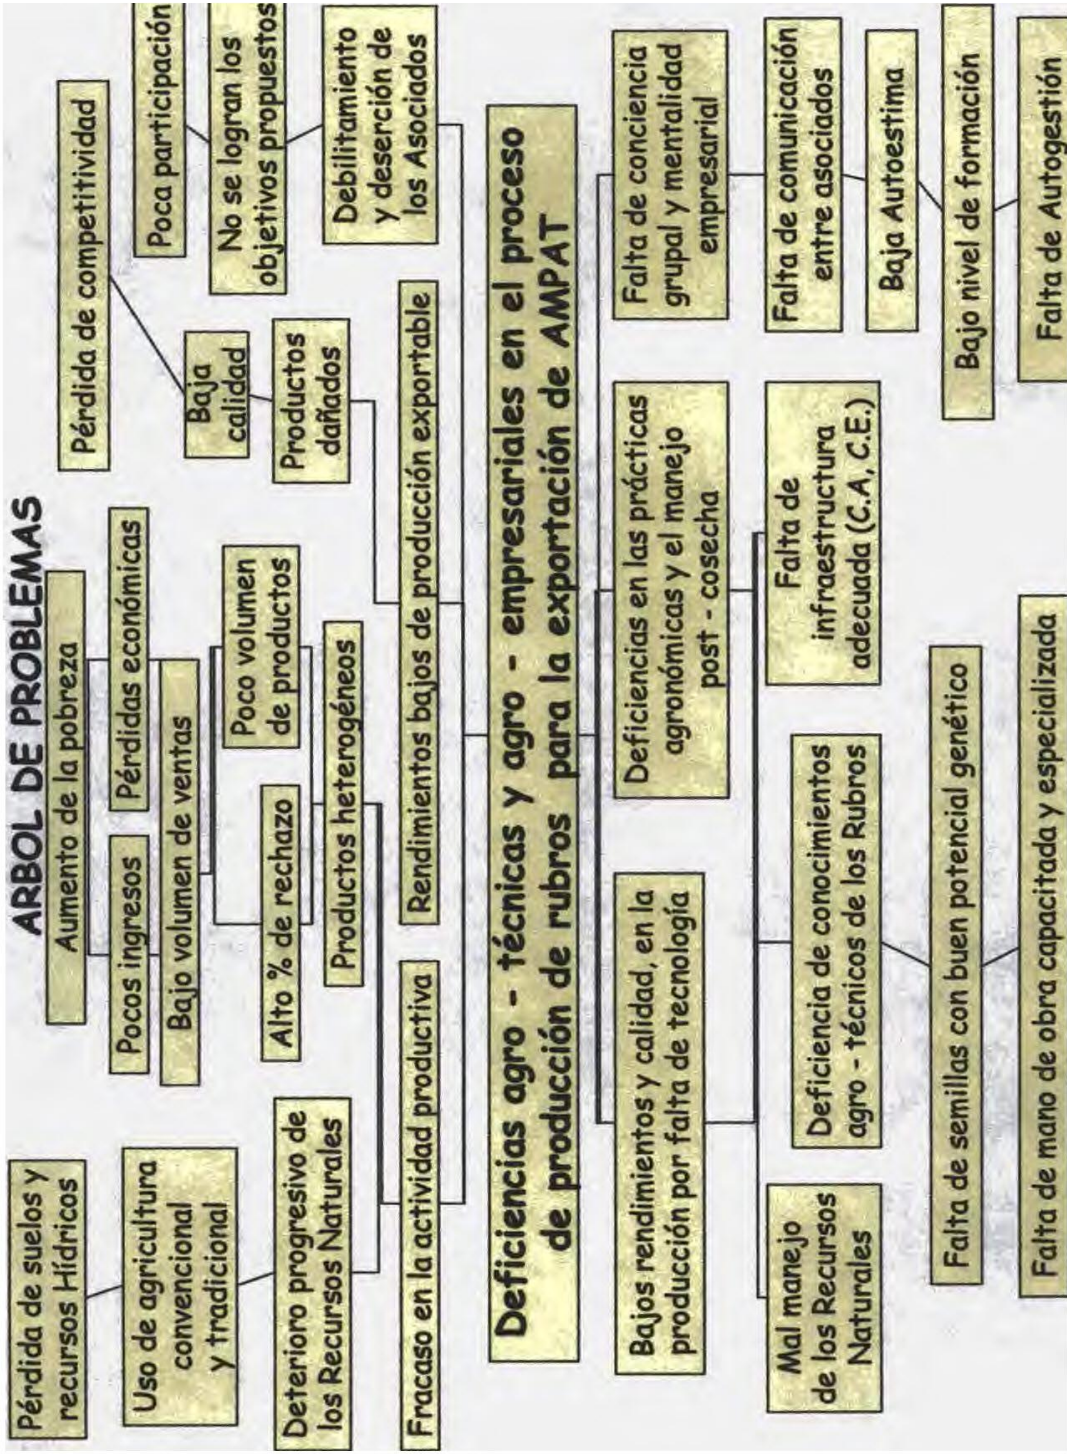 ARBOL DE PROBLEMAS
Aumento de la pobreza
Pérdida de suelos y
recursos Hídricos
Pocos ingresos
Pérdidas económicas
Pérdida de competitividad
Poca participación
Uso de agricultura
convencional
y tradicional
Bajo volumen de ventas
Baja
calidad
No se logran los
objetivos propuestos
Alto % de rechazo
Poco volumen
de productos
Deterioro progresivo de
los Recursos Naturales
Productos heterogéneos
Productos
dañados
Debilitamiento
y deserción de
los Asociados
Fracaso en la actividad productiva
Rendimientos bajos de producción exportable
Deficiencias agro - técnicas y agro - empresariales en el proceso
de producción de rubros para la exportación de AMPAT
Bajos rendimientos y calidad, en la
producción por falta de tecnología
Deficiencias en las prácticas
agronómicas y el manejo
post - cosecha
Falta de conciencia
grupal y mentalidad
empresarial
Mal manejo
de los Recursos
Naturales
Deficiencia de conocimientos
agro - técnicos de los Rubros
Falta de
infraestructura
adecuada (C.A, C.E.)
Falta de comunicación
entre asociados
Baja Autoestima
Falta de semillas con buen potencial genético
Bajo nivel de formación
Falta de mano de obra capacitada y especializada
Falta de Autogestión